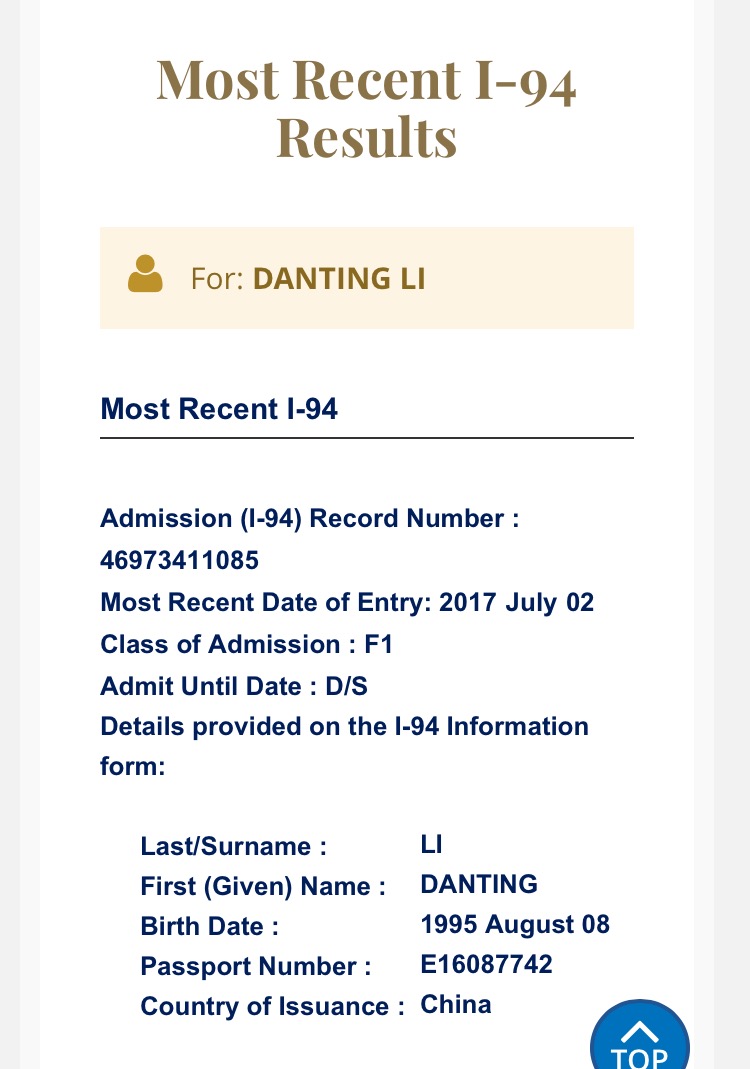 Most Recent I-94
Results
For: DANTING LI
Most Recent I-94
Admission (I-94) Record Number :
46973411085
Most Recent Date of Entry: 2017 July 02
Class of Admission : F1
Admit Until Date : D/S
Details provided on the I-94 Information
form:
Last/Surname : LI
First (Given) Name : DANTING
Birth Date : 1995 August 08
Passport Number : E16087742
Country of Issuance : China
TOP